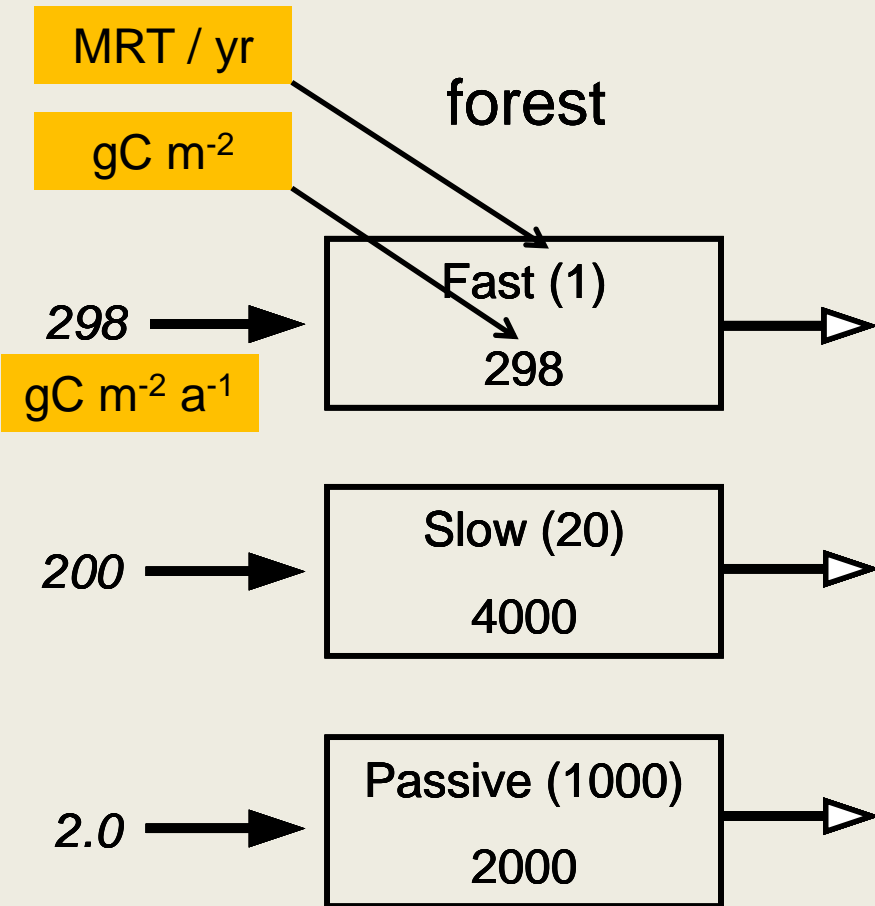 MRT / yr
forest
gC m⁻²
Fast (1)
298
298
gC m⁻² a⁻¹
Slow (20)
200
4000
Passive (1000)
2.0
2000